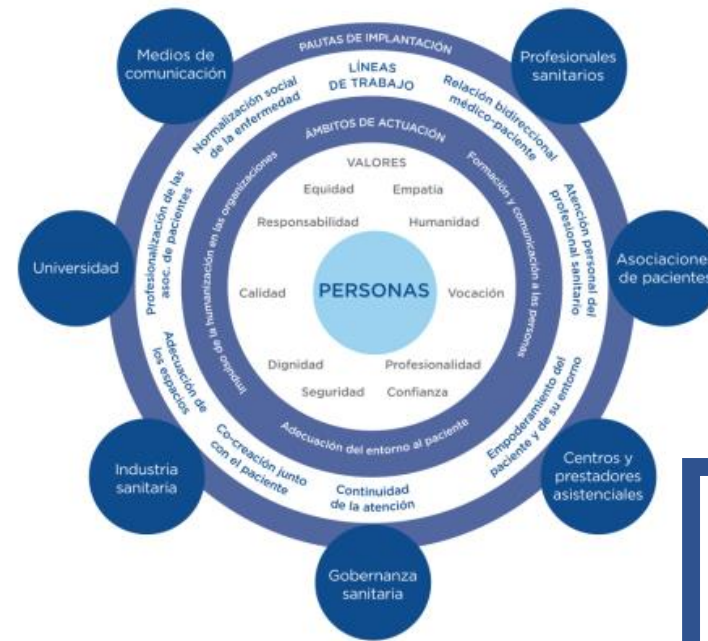 Medios de
comunicación
Profesionales
sanitarios
PAUTAS DE IMPLANTACIÓN
LÍNEAS
DE TRABAJO
Normalización social
de la enfermedad
Relación bidireccional
médico-paciente
ÁMBITOS DE ACTUACIÓN
Impulso de la humanización en las organizaciones
Formación y comunicación a las personas
Profesionalización de las
asoc. de pacientes
Atención personal del
profesional sanitario
VALORES
Equidad
Empatía
Responsabilidad
Humanidad
Universidad
Calidad
PERSONAS
Vocación
Asociaciones
de pacientes
Dignidad
Profesionalidad
Seguridad
Confianza
Adecuación del entorno al paciente
Adecuación de
los espacios
Empoderamiento del
paciente y de su entorno
Co-creación junto
con el paciente
Continuidad
de la atención
Industria
sanitaria
Centros y
prestadores
asistenciales
Gobernanza
sanitaria